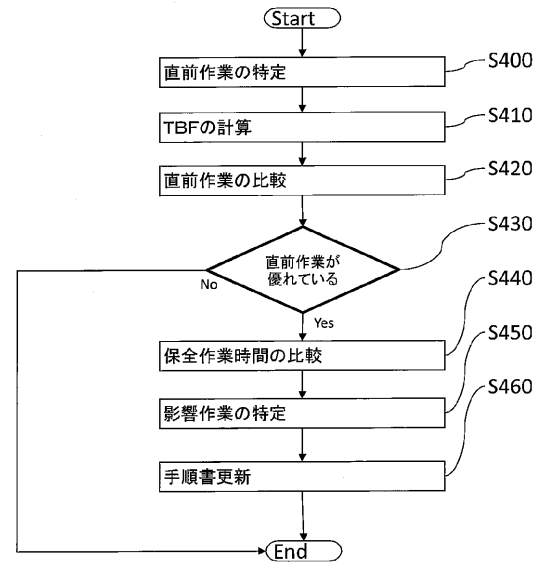 Start
直前作業の特定
S400
TBFの計算
S410
直前作業の比較
S420
直前作業が
優れている
S430
No
Yes
保全作業時間の比較
S440
影響作業の特定
S450
手順書更新
S460
End